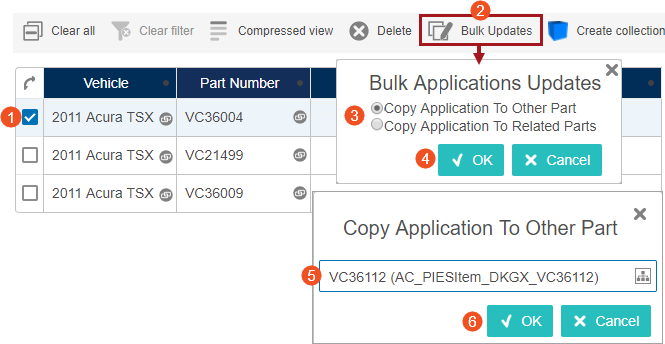 2
Clear all Clear filter Compressed view Delete Bulk Updates Create collection
Vehicle Part Number
1 2011 Acura TSX VC36004
2011 Acura TSX VC21499
2011 Acura TSX VC36009
Bulk Applications Updates
3 Copy Application To Other Part
Copy Application To Related Parts
4 OK Cancel
Copy Application To Other Part
5 VC36112 (AC_PIESItem_DKGX_VC36112)
6 OK Cancel